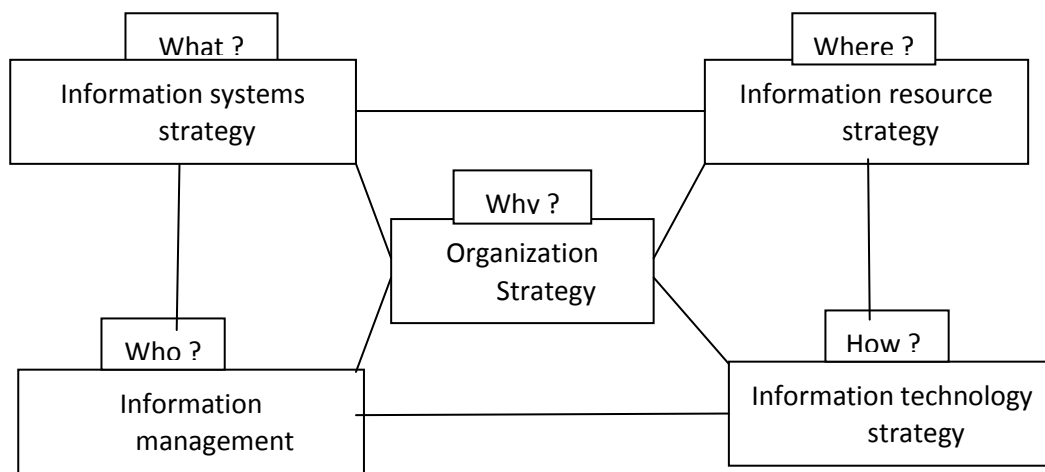 What ?
Information systems
strategy
Where ?
Information resource
strategy
Why ?
Organization
Strategy
Who ?
Information
management
How ?
Information technology
strategy